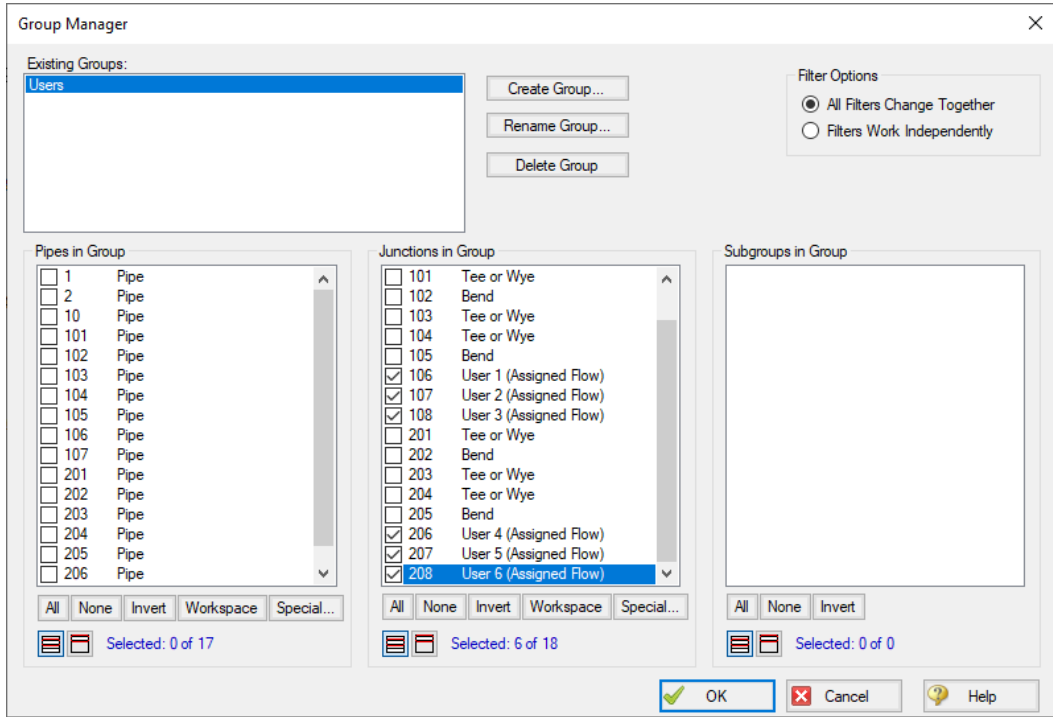 Group Manager
Existing Groups:
Users
Create Group...
Rename Group...
Delete Group
Filter Options
All Filters Change Together
Filters Work Independently
Pipes in Group
1 Pipe
2 Pipe
10 Pipe
101 Pipe
102 Pipe
103 Pipe
104 Pipe
105 Pipe
106 Pipe
107 Pipe
201 Pipe
202 Pipe
203 Pipe
204 Pipe
205 Pipe
206 Pipe
All None Invert Workspace Special...
Selected: 0 of 17
Junctions in Group
101 Tee or Wye
102 Bend
103 Tee or Wye
104 Tee or Wye
105 Bend
106 User 1 (Assigned Flow)
107 User 2 (Assigned Flow)
108 User 3 (Assigned Flow)
201 Tee or Wye
202 Bend
203 Tee or Wye
204 Tee or Wye
205 Bend
206 User 4 (Assigned Flow)
207 User 5 (Assigned Flow)
208 User 6 (Assigned Flow)
All None Invert Workspace Special...
Selected: 6 of 18
Subgroups in Group
All None Invert
Selected: 0 of 0
OK Cancel Help